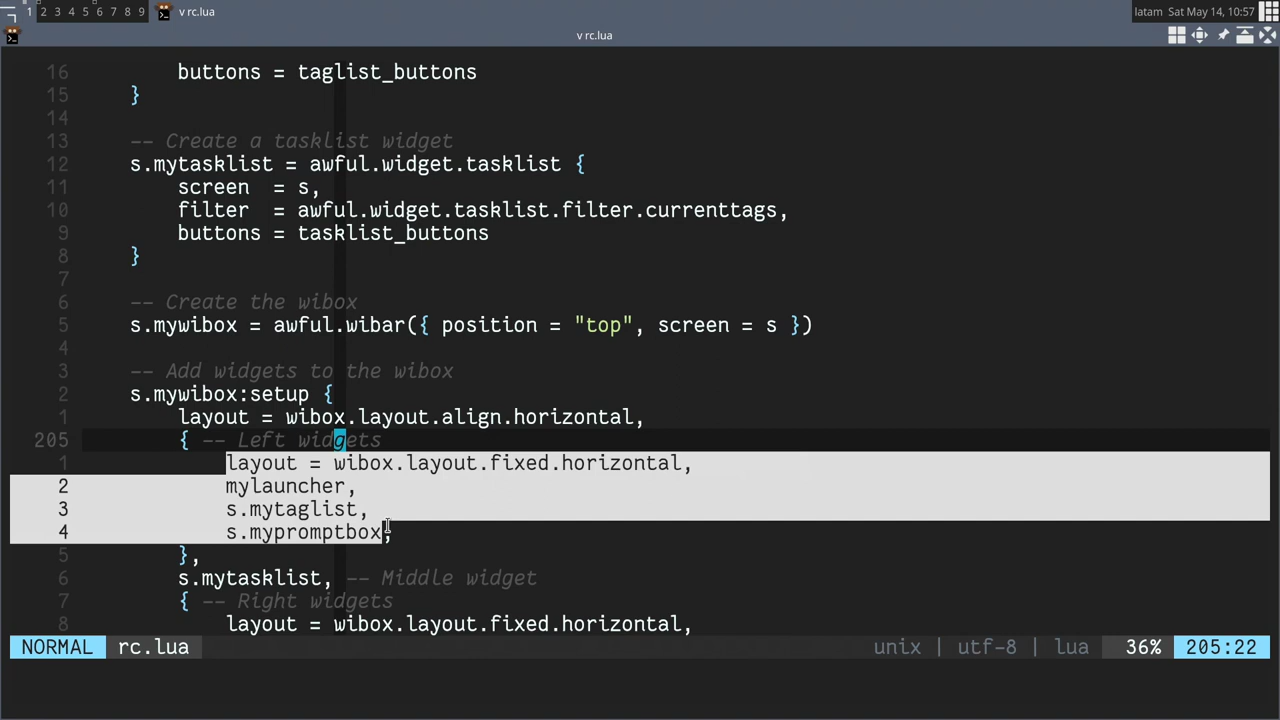 1 2 3 4 5 6 7 8 9 v rc.lua latam Sat May 14, 10:57
v rc.lua
16 buttons = taglist_buttons
15 }
14
13 -- Create a tasklist widget
12 s.mytasklist = awful.widget.tasklist {
11 screen  = s,
10 filter  = awful.widget.tasklist.filter.currenttags,
9 buttons = tasklist_buttons
8 }
7
6 -- Create the wibox
5 s.mywibox = awful.wibar({ position = "top", screen = s })
4
3 -- Add widgets to the wibox
2 s.mywibox:setup {
1 layout = wibox.layout.align.horizontal,
205 { -- Left widgets
1 layout = wibox.layout.fixed.horizontal,
2 mylauncher,
3 s.mytaglist,
4 s.mypromptbox,
5 },
6 s.mytasklist, -- Middle widget
7 { -- Right widgets
8 layout = wibox.layout.fixed.horizontal,
NORMAL rc.lua unix | utf-8 | lua 36% 205:22